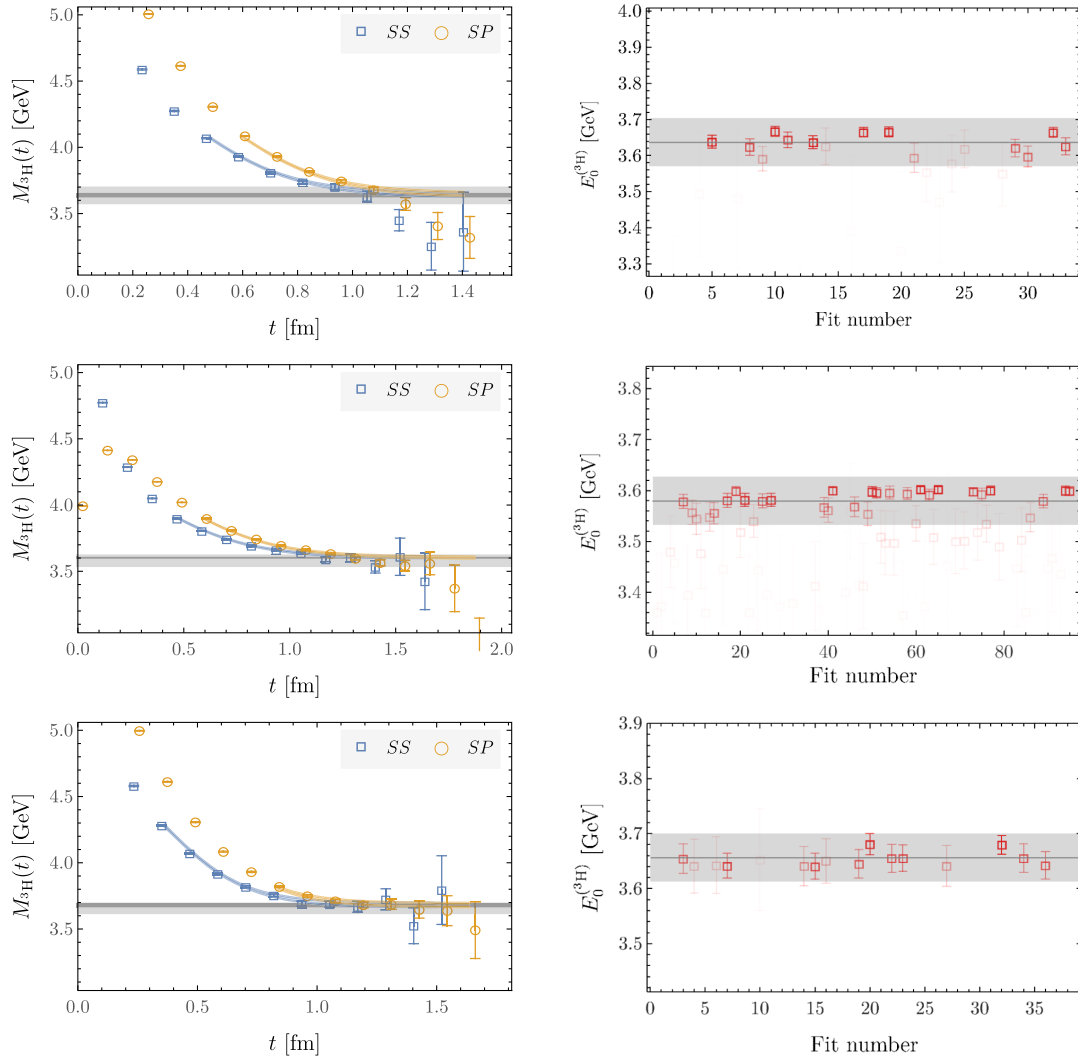 5.0
4.5
4.0
3.5
0.0 0.2 0.4 0.6 0.8 1.0 1.2 1.4
M³H(t) [GeV]
t [fm]
SS SP
4.0
3.9
3.8
3.7
3.6
3.5
3.4
3.3
0 5 10 15 20 25 30
E₀^(³H) [GeV]
Fit number
5.0
4.5
4.0
3.5
0.0 0.5 1.0 1.5 2.0
M³H(t) [GeV]
t [fm]
SS SP
3.8
3.7
3.6
3.5
3.4
0 20 40 60 80
E₀^(³H) [GeV]
Fit number
5.0
4.5
4.0
3.5
0.0 0.5 1.0 1.5
M³H(t) [GeV]
t [fm]
SS SP
3.9
3.8
3.7
3.6
3.5
0 5 10 15 20 25 30 35
E₀^(³H) [GeV]
Fit number